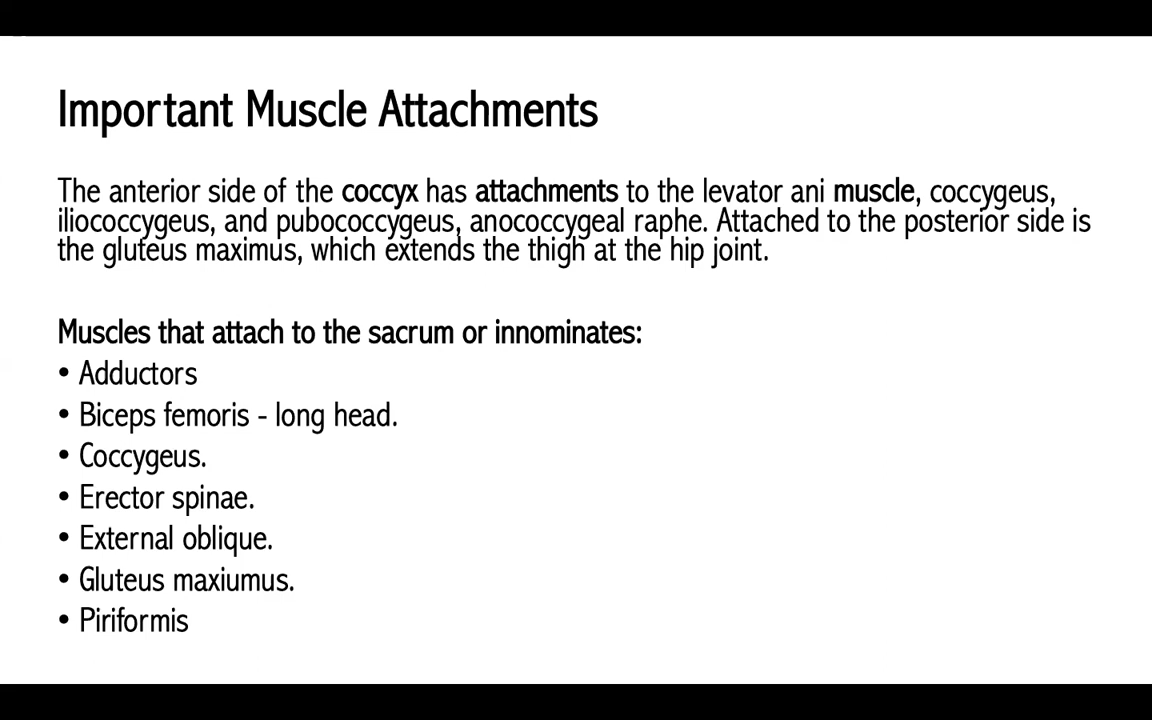 Important Muscle Attachments
The anterior side of the coccyx has attachments to the levator ani muscle, coccygeus,
iliococcygeus, and pubococcygeus, anococcygeal raphe. Attached to the posterior side is
the gluteus maximus, which extends the thigh at the hip joint.
Muscles that attach to the sacrum or innominates:
• Adductors
• Biceps femoris - long head.
• Coccygeus.
• Erector spinae.
• External oblique.
• Gluteus maxiumus.
• Piriformis